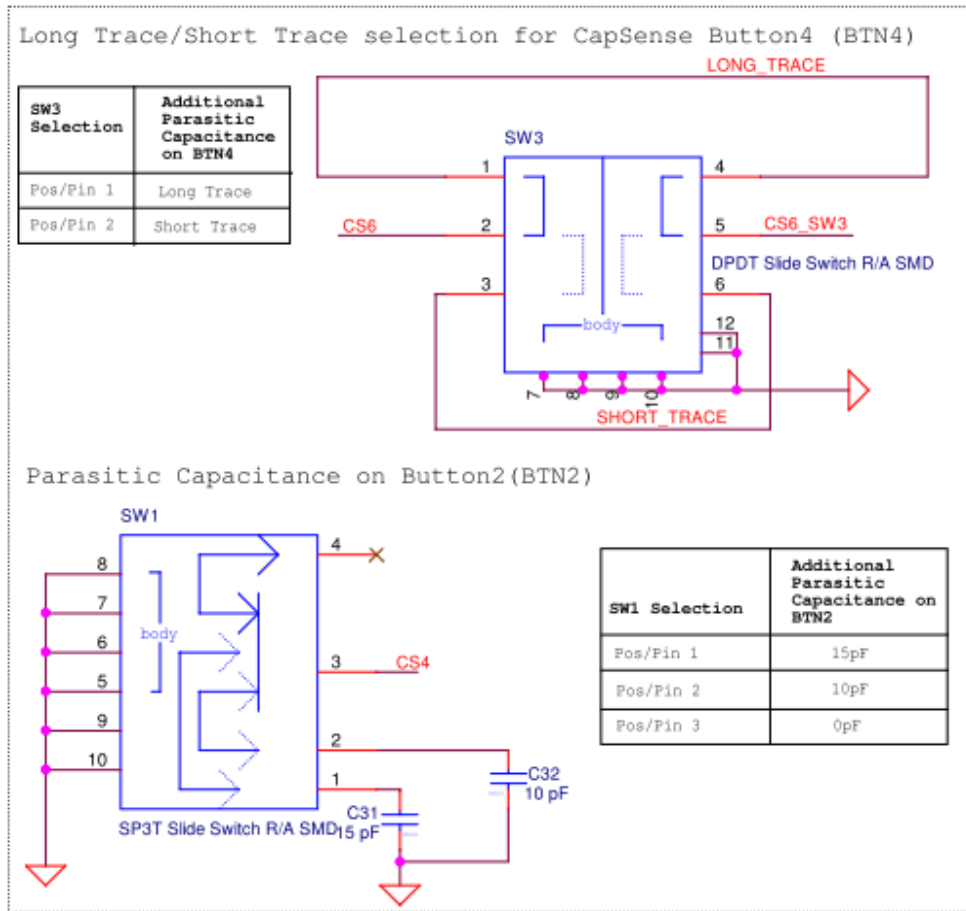 Long Trace/Short Trace selection for CapSense Button4 (BTN4)
LONG_TRACE
SW3 Selection
Additional Parasitic Capacitance on BTN4
Pos/Pin 1
Long Trace
Pos/Pin 2
Short Trace
SW3
1
4
CS6
2
5
CS6_SW3
DPDT Slide Switch R/A SMD
3
6
body
12
11
7
8
9
10
SHORT_TRACE
Parasitic Capacitance on Button2(BTN2)
SW1
8
7
6
5
9
10
body
4
3
CS4
2
1
C32
10 pF
C31
15 pF
SP3T Slide Switch R/A SMD
SW1 Selection
Additional Parasitic Capacitance on BTN2
Pos/Pin 1
15pF
Pos/Pin 2
10pF
Pos/Pin 3
0pF